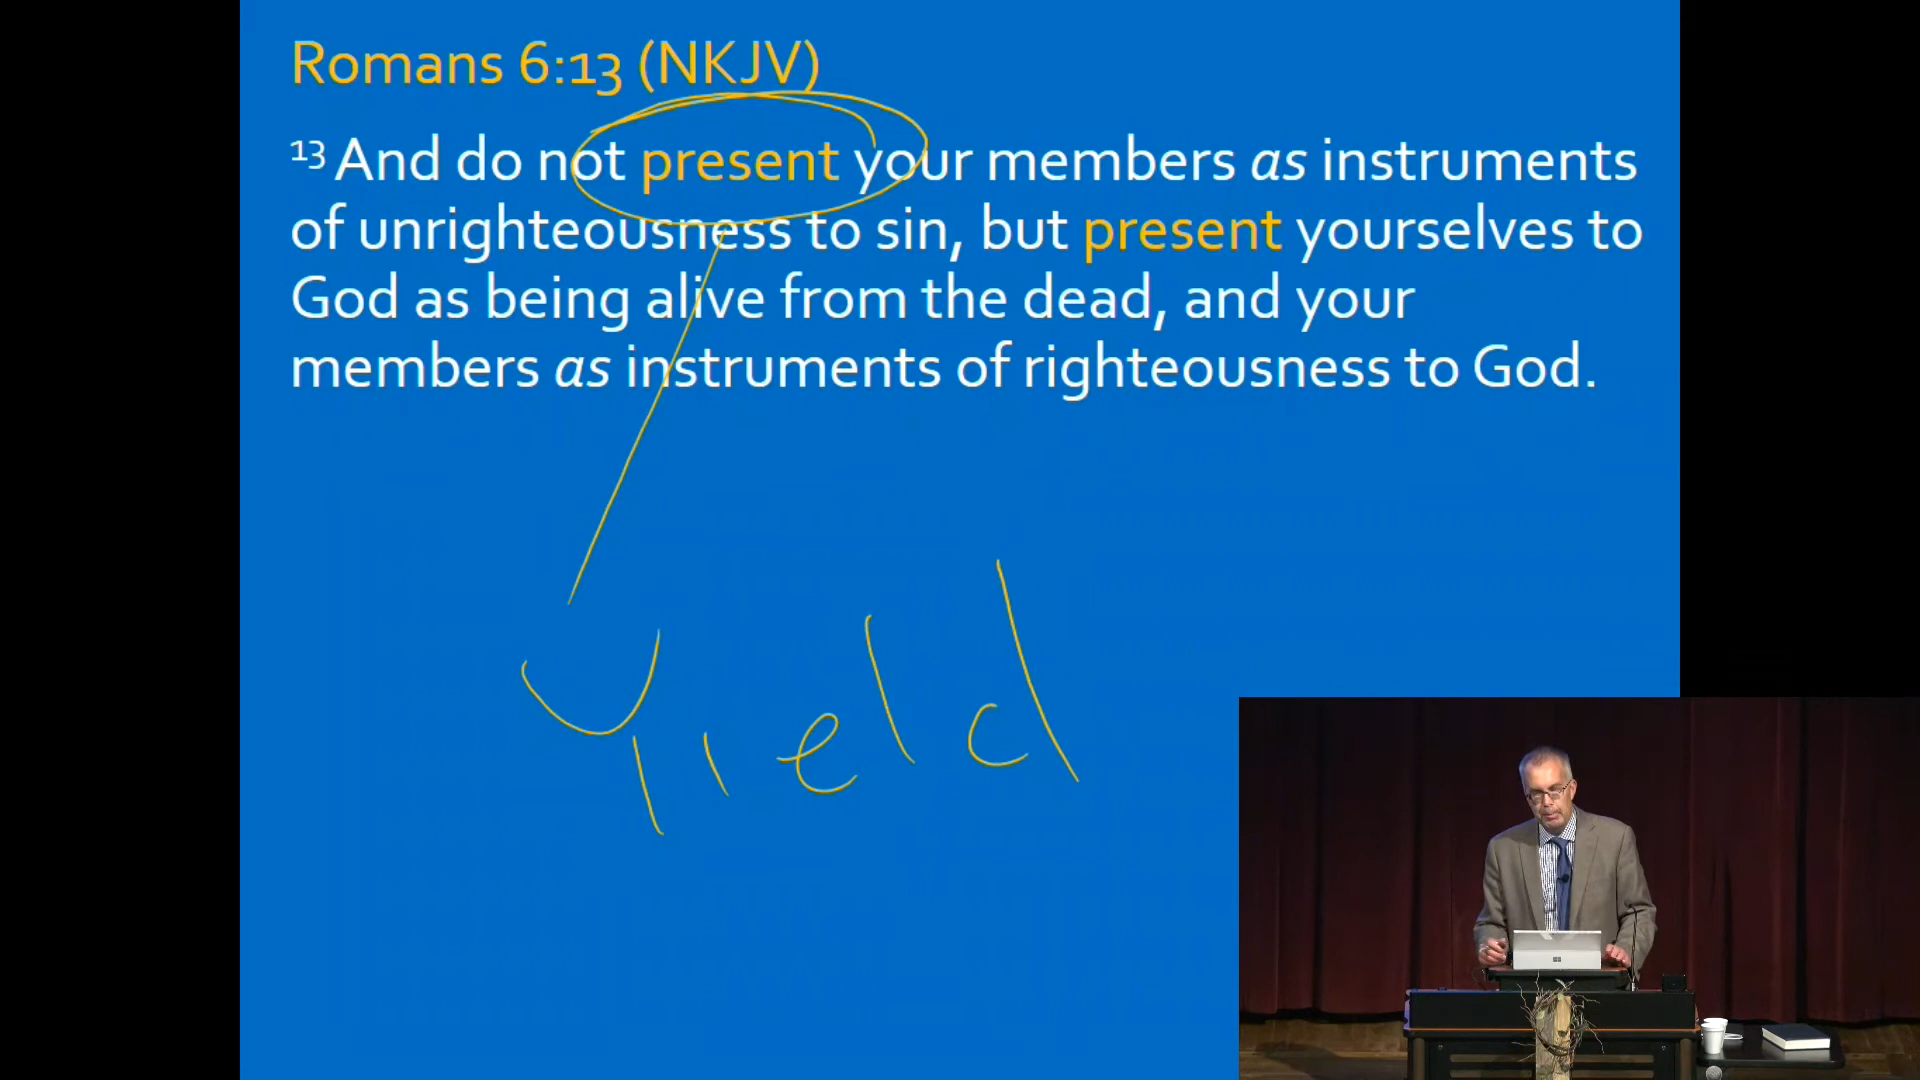 Romans 6:13 (NKJV)
13 And do not present your members as instruments
of unrighteousness to sin, but present yourselves to
God as being alive from the dead, and your
members as instruments of righteousness to God.
Yield